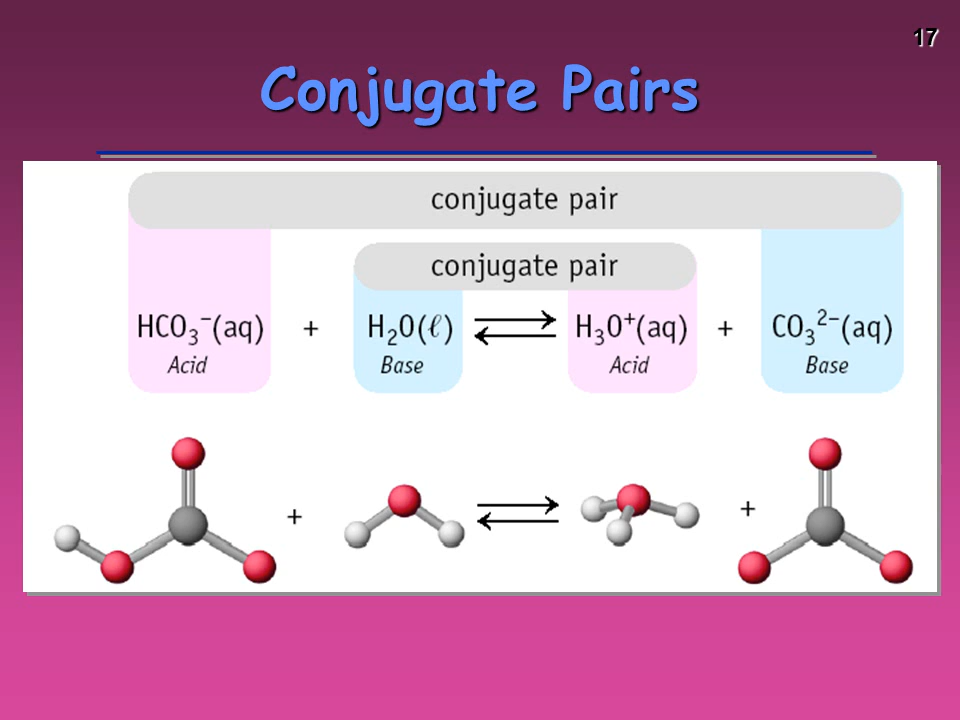 17
Conjugate Pairs
conjugate pair
conjugate pair
HCO₃⁻(aq) + H₂O(ℓ) ⇌ H₃O⁺(aq) + CO₃²⁻(aq)
Acid Base Acid Base
+ ⇌ +